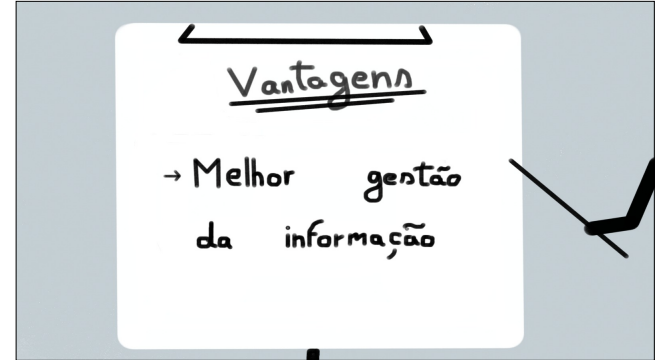 Vantagens
→ Melhor gestão
da informação